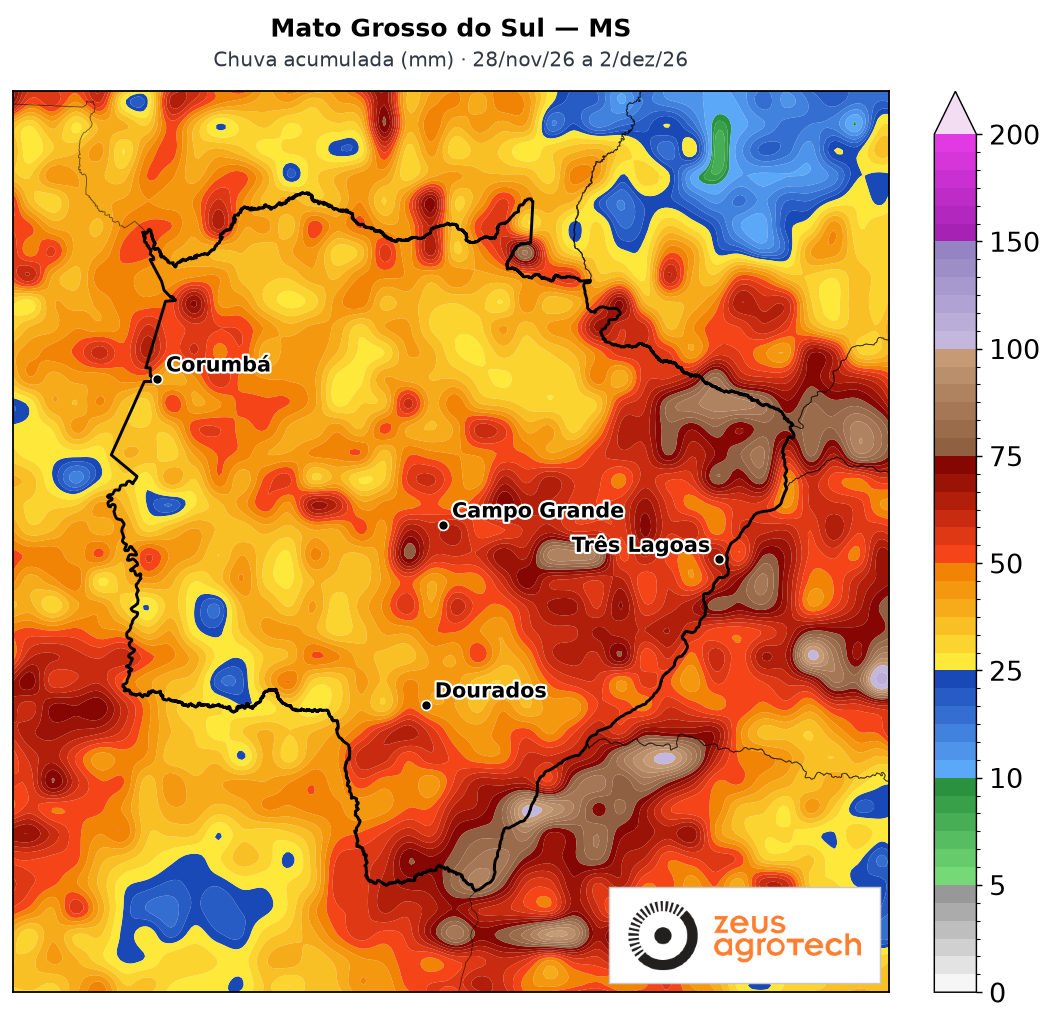 Mato Grosso do Sul — MS
Chuva acumulada (mm) · 28/nov/26 a 2/dez/26
200
150
100
75
50
25
10
5
0
Corumbá
Campo Grande
Três Lagoas
Dourados
zeus
agrotech